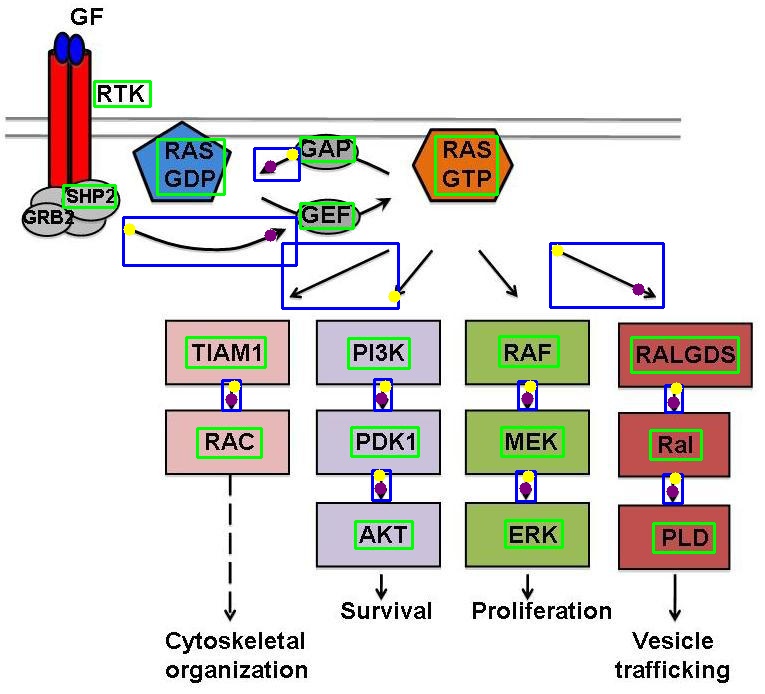 GF
RTK
RAS
GDP
GAP
RAS
GTP
SHP2
GRB2
GEF
TIAM1
PI3K
RAF
RALGDS
RAC
PDK1
MEK
Ral
AKT
ERK
PLD
Survival
Proliferation
Cytoskeletal
organization
Vesicle
trafficking